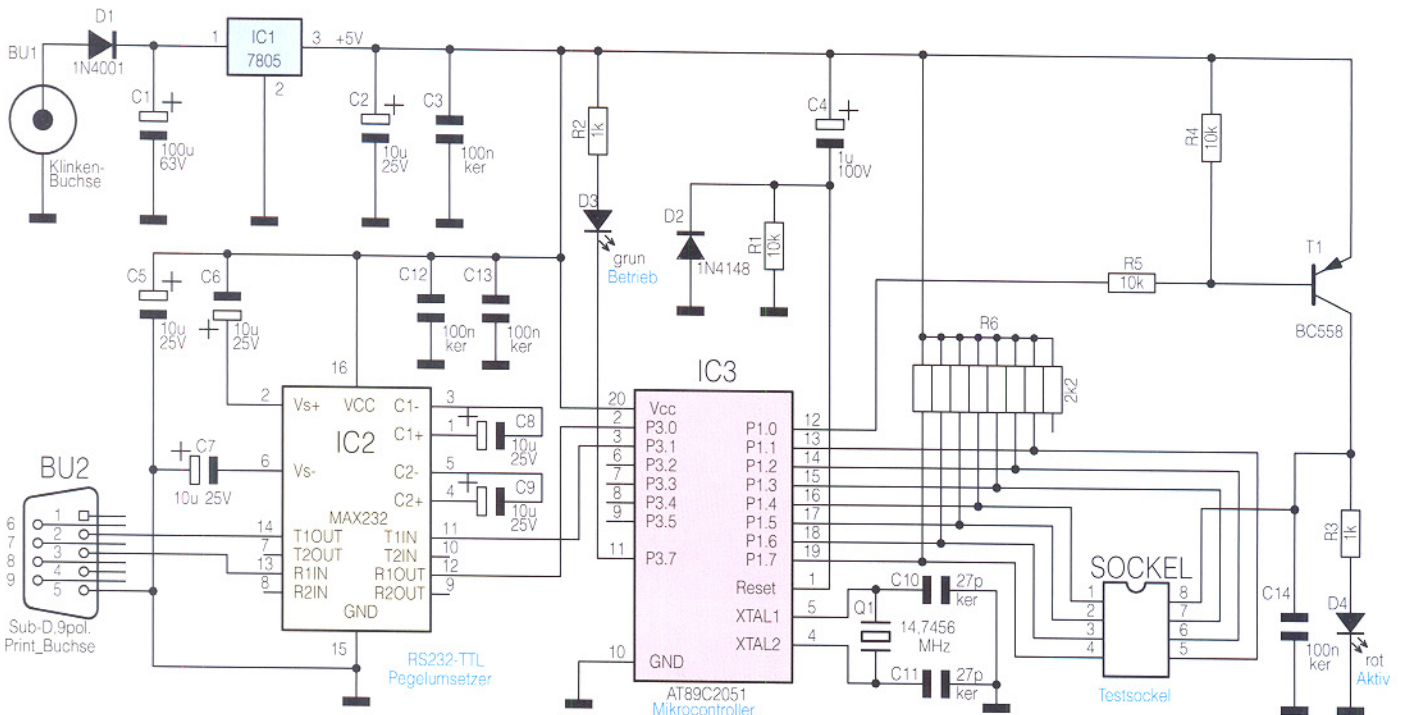 D1
BU1
1N4001
1
IC1
7805
3
+5V
2
C1
+
100u
63V
Klinken-
Buchse
C2
+
10u
25V
C3
100n
ker
R2
1k
D3
grun
Betrieb
C4
+
1u
100V
D2
1N4148
R1
10k
R4
10k
R5
10k
T1
BC558
C5
+
10u
25V
C6
+
10u
25V
C12
100n
ker
C13
100n
ker
R6
2k2
16
2
Vs+
VCC
C1-
3
IC2
C1+
1
+
C8
10u
25V
C7
+
10u 25V
6
Vs-
C2-
5
C2+
4
+
C9
10u
25V
MAX232
14
T1OUT
T1IN
11
7
T2OUT
T2IN
10
13
R1IN
R1OUT
12
8
R2IN
R2OUT
9
GND
15
RS232-TTL
Pegelumsetzer
BU2
1
6
2
7
3
8
4
9
5
Sub-D,9pol.
Print_Buchse
IC3
20
Vcc
2
P3.0
3
P3.1
6
P3.2
7
P3.3
8
P3.4
9
P3.5
11
P3.7
10
GND
P1.0
12
P1.1
13
P1.2
14
P1.3
15
P1.4
16
P1.5
17
P1.6
18
P1.7
19
Reset
1
XTAL1
5
XTAL2
4
AT89C2051
Mikrocontroller
Q1
14,7456
MHz
C10
27p
ker
C11
27p
ker
SOCKEL
1
8
2
7
3
6
4
5
Testsockel
C14
100n
ker
R3
1k
D4
rot
Aktiv